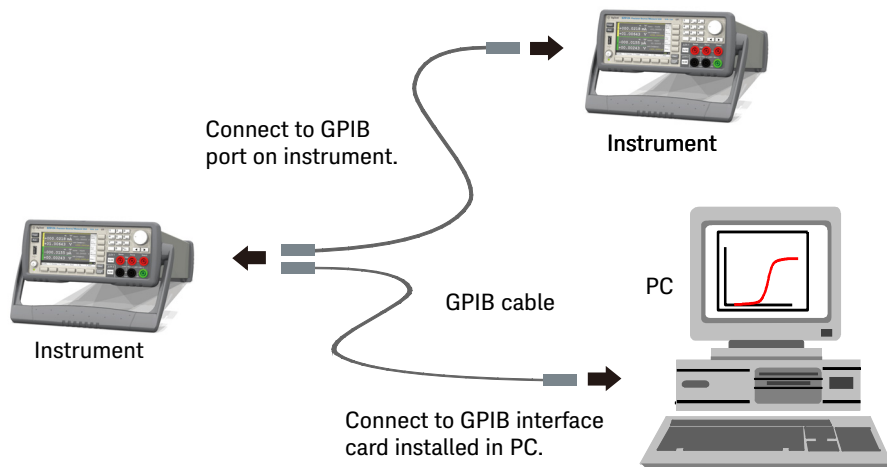 Connect to GPIB
port on instrument.
Instrument
Instrument
GPIB cable
PC
Connect to GPIB interface
card installed in PC.